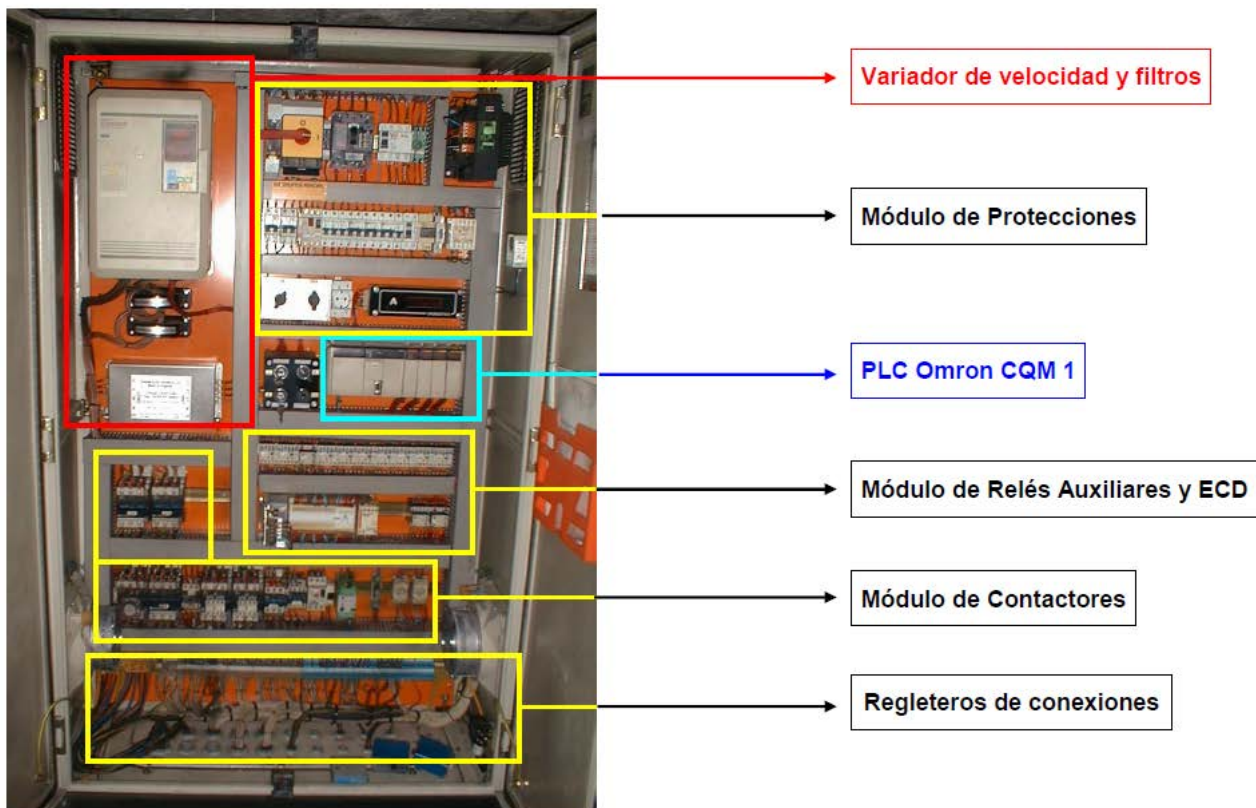 Variador de velocidad y filtros
Módulo de Protecciones
PLC Omron CQM 1
Módulo de Relés Auxiliares y ECD
Módulo de Contactores
Regleteros de conexiones